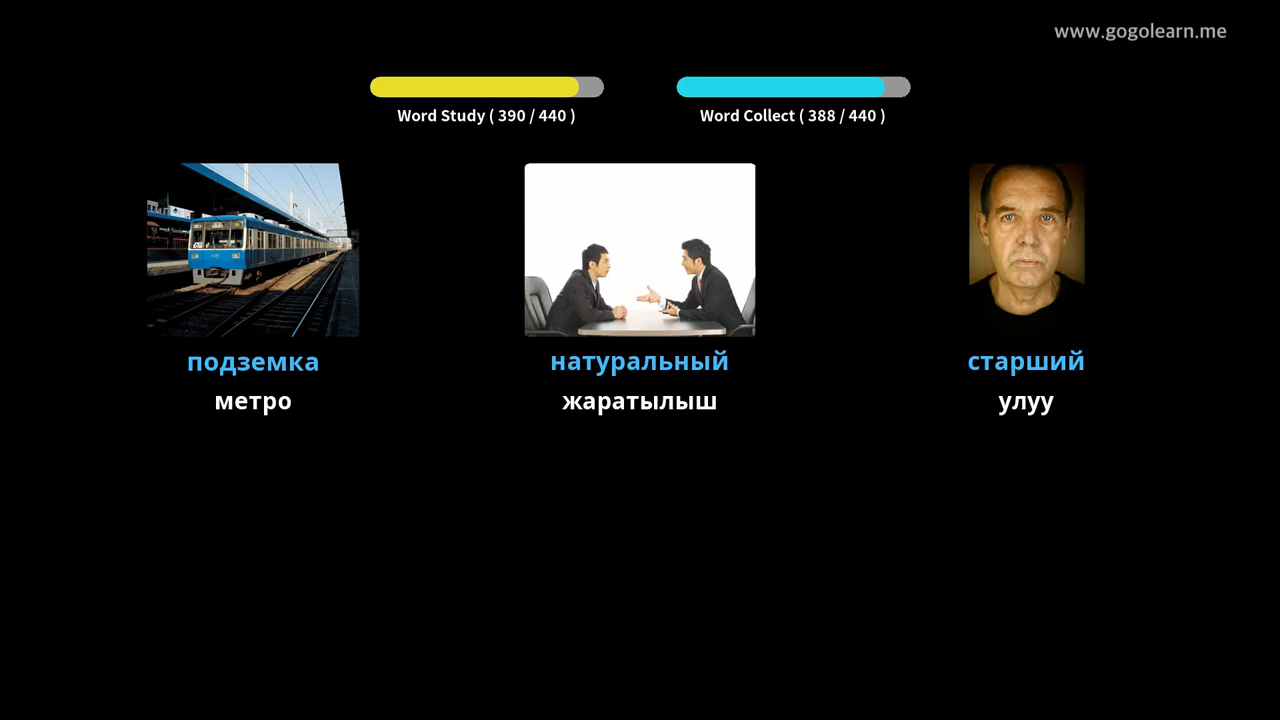 www.gogolearn.me
Word Study ( 390 / 440 )
Word Collect ( 388 / 440 )
подземка
метро
натуральный
жаратылыш
старший
улуу